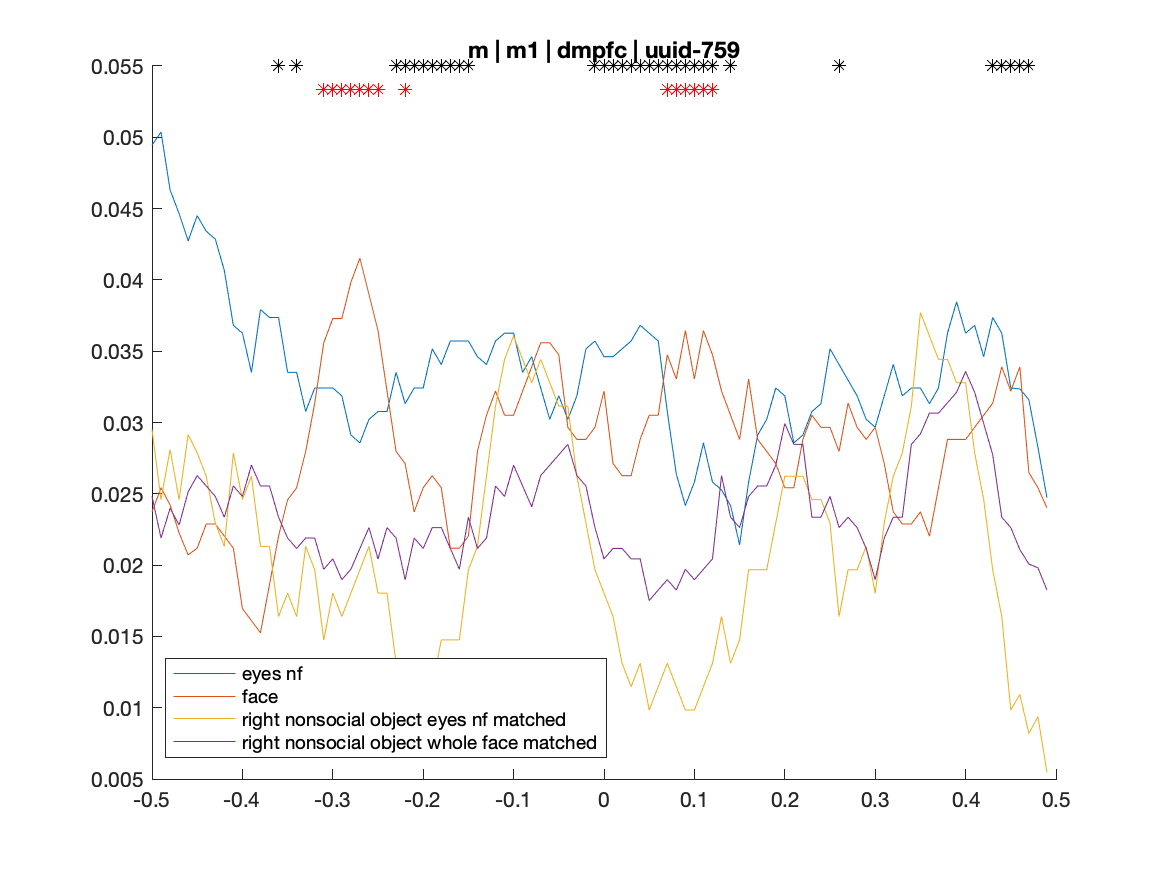 m | m1 | dmpfc | uuid-759
0.055
0.05
0.045
0.04
0.035
0.03
0.025
0.02
0.015
0.01
0.005
eyes nf
face
right nonsocial object eyes nf matched
right nonsocial object whole face matched
-0.5 -0.4 -0.3 -0.2 -0.1 0 0.1 0.2 0.3 0.4 0.5